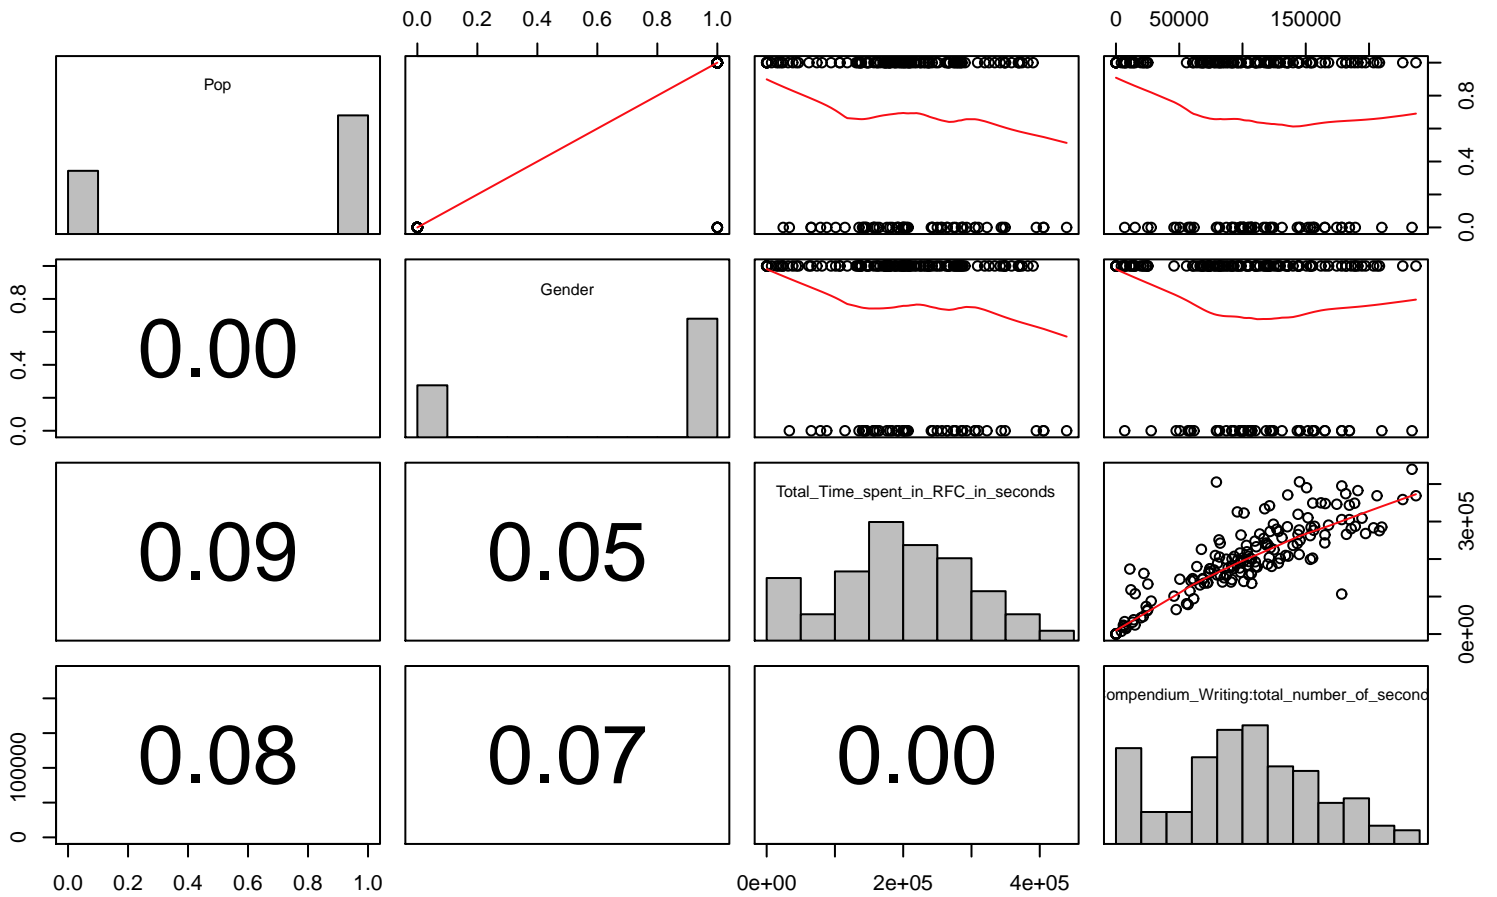 0.0 0.2 0.4 0.6 0.8 1.0
0 50000 150000
Pop
0.0 0.4 0.8
0.0 0.4 0.8
0.00
Gender
0.09
0.05
Total_Time_spent_in_RFC_in_seconds
0e+00 3e+05
0 100000
0.08
0.07
0.00
ompendium_Writing:total_number_of_second
0.0 0.2 0.4 0.6 0.8 1.0
0e+00 2e+05 4e+05